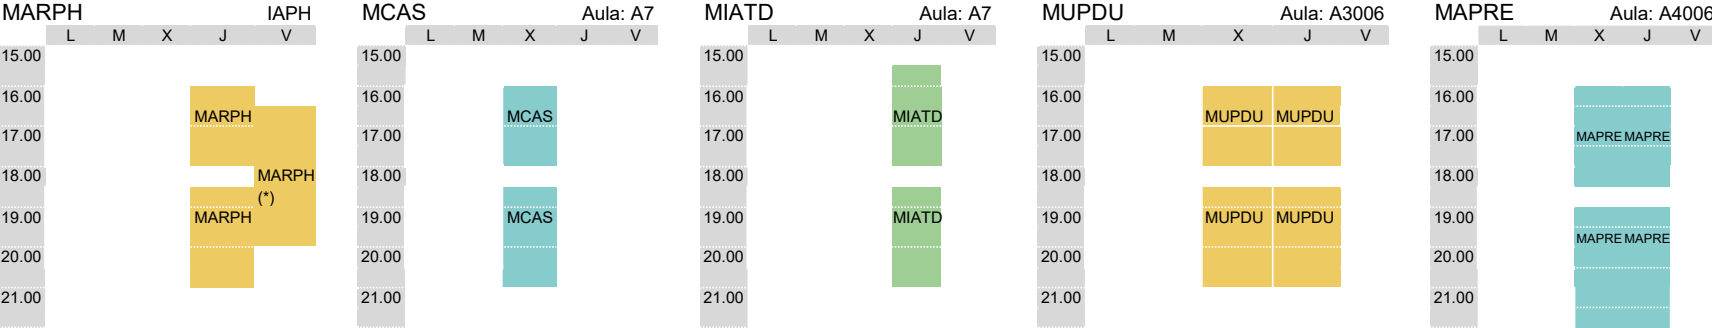 MARPH IAPH
L M X J V
15.00
16.00
MARPH
17.00
18.00
MARPH
(*)
19.00
MARPH
20.00
21.00
MCAS Aula: A7
L M X J V
15.00
16.00
MCAS
17.00
18.00
19.00
MCAS
20.00
21.00
MIATD Aula: A7
L M X J V
15.00
16.00
MIATD
17.00
18.00
19.00
MIATD
20.00
21.00
MUPDU Aula: A3006
L M X J V
15.00
16.00
MUPDU MUPDU
17.00
18.00
19.00
MUPDU MUPDU
20.00
21.00
MAPRE Aula: A4006
L M X J V
15.00
16.00
17.00
MAPRE MAPRE
18.00
19.00
MAPRE MAPRE
20.00
21.00